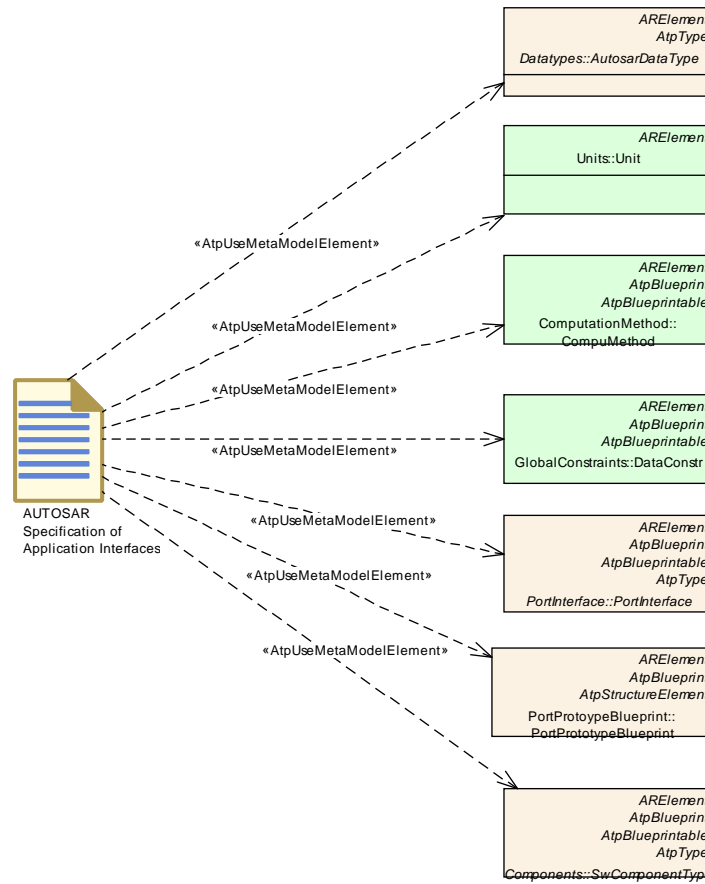 ARElemen
AtpType
Datatypes::AutosarDataType
ARElemen
Units::Unit
«AtpUseMetaModelElement»
ARElemen
AtpBlueprin
AtpBlueprintable
ComputationMethod::
CompuMethod
«AtpUseMetaModelElement»
«AtpUseMetaModelElement»
ARElemen
AtpBlueprin
AtpBlueprintable
GlobalConstraints::DataConstr
«AtpUseMetaModelElement»
AUTOSAR
Specification of
Application Interfaces
«AtpUseMetaModelElement»
ARElemen
AtpBlueprin
AtpBlueprintable
AtpType
PortInterface::PortInterface
«AtpUseMetaModelElement»
ARElemen
AtpBlueprin
AtpStructureElemen
PortProtoypeBlueprint::
PortPrototypeBlueprint
«AtpUseMetaModelElement»
ARElemen
AtpBlueprin
AtpBlueprintable
AtpType
Components::SwComponentTyp